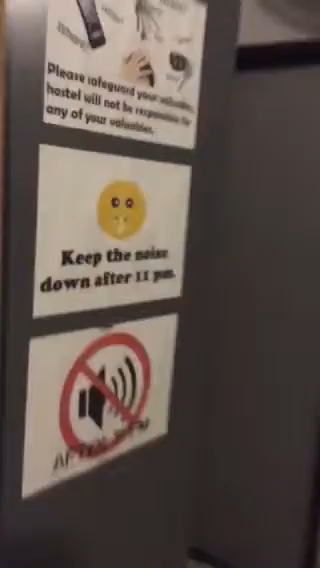 Please safeguard your valuables,
hostel will not be responsible for
any of your valuables.
Keep the noise
down after 11 pm.
AFTER